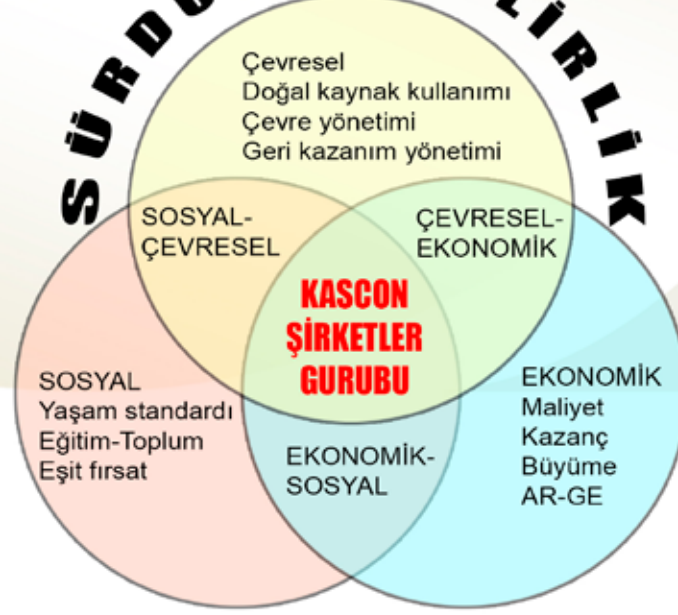 Çevresel
Doğal kaynak kullanımı
Çevre yönetimi
Geri kazanım yönetimi
SOSYAL-
ÇEVRESEL
ÇEVRESEL-
EKONOMİK
KASCON
ŞİRKETLER
GURUBU
SOSYAL
Yaşam standardı
Eğitim-Toplum
Eşit fırsat
EKONOMİK-
SOSYAL
EKONOMİK
Maliyet
Kazanç
Büyüme
AR-GE